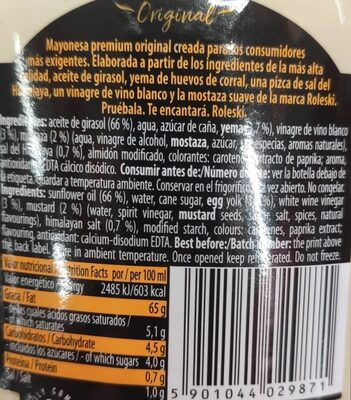 Original
Mayonesa premium original creada para los consumidores
más exigentes. Elaborada a partir de los ingredientes de la más alta
calidad, aceite de girasol, yema de huevos de corral, una pizca de sal del
Himalaya, un vinagre de vino blanco y la mostaza suave de la marca Roleski.
Pruébala. Te encantará. Roleski.
Ingredientes: aceite de girasol (66 %), agua, azúcar de caña, yema 7 %), vinagre de vino blanco
(3 %), mostaza (2 %) (agua, vinagre de alcohol, mostaza, azúcar, especias, aromas naturales),
sal del Himalaya (0,7 %), almidón modificado, colorantes: carotenos, extracto de paprika; aroma,
antioxidante: EDTA cálcico disódico. Consumir antes de:/Número de lote: ver la botella debajo de
la etiqueta. Guardar a temperatura ambiente. Conservar en el frigorífico una vez abierto. No congelar.
Ingredients: sunflower oil (66 %), water, cane sugar, egg yolk %), white wine vinegar
(3 %), mustard (2 %) (water, spirit vinegar, mustard seeds, salt, spices, natural
flavourings), himalayan salt (0,7 %), modified starch, colours: carotenes, paprika extract;
flavouring, antioxidant: calcium-disodium EDTA. Best before:/Batch number: the print above
the back label. Store in ambient temperature. Once opened keep refrigerated. Do not freeze.
Valor nutricional/Nutrition Facts por / per 100 ml
Valor energético / Energy 2485 kJ/603 kcal
Grasa / Fat 65 g
- de las cuales ácidos grasos saturados /
- of which saturates 5,1 g
Carbohidratos / Carbohydrate 4,5 g
- incluidos los azúcares / - of which sugars 4,0 g
Proteína / Protein 0,7 g
Sal / Salt 1,0 g
5 901044 029871